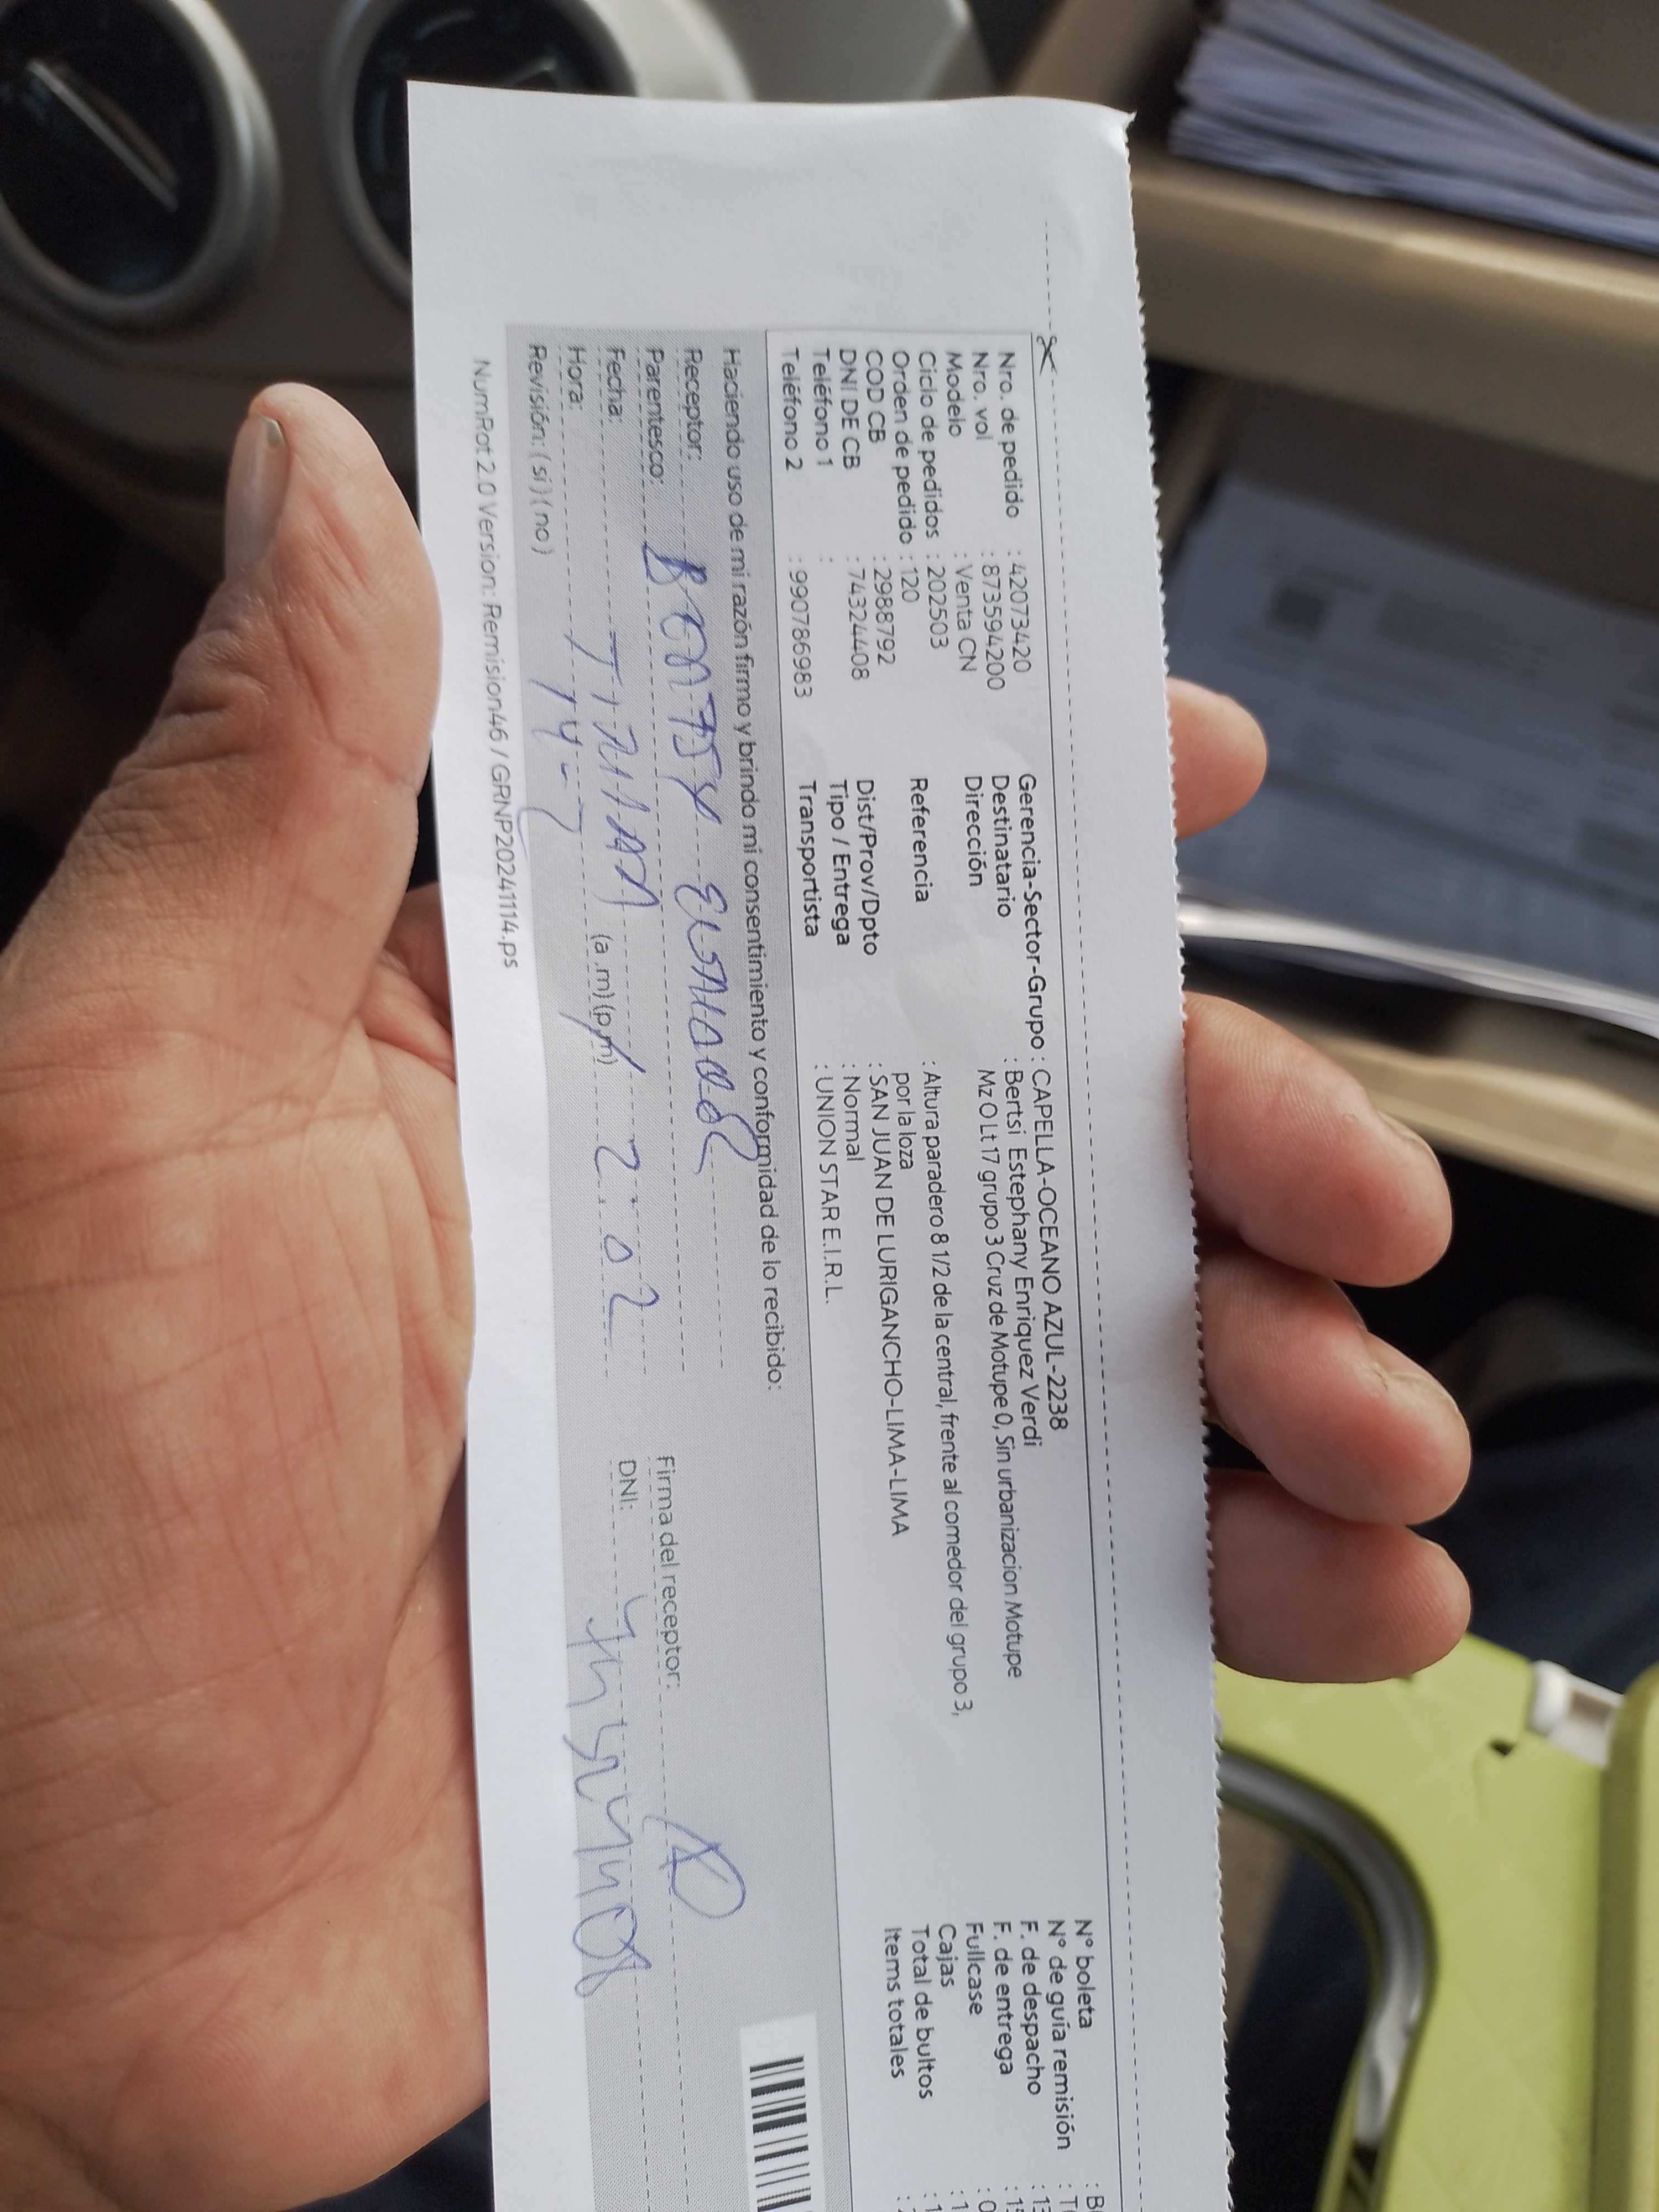 Nro. de pedido : 42073420
Nro. vol : 873594200
Modelo : Venta CN
Ciclo de pedidos : 202503
Orden de pedido : 120
COD CB : 2988792
DNI DE CB : 74324408
Teléfono 1 :
Teléfono 2 : 990786983
Gerencia-Sector-Grupo : CAPELLA-OCEANO AZUL-2238
Destinatario : Bertsi Estephany Enriquez Verdi
Dirección Mz O Lt 17 grupo 3 Cruz de Motupe 0, Sin urbanizacion Motupe
Referencia : Altura paradero 8 1/2 de la central, frente al comedor del grupo 3,
por la loza
Dist/Prov/Dpto : SAN JUAN DE LURIGANCHO-LIMA-LIMA
Tipo / Entrega : Normal
Transportista : UNION STAR E.I.R.L.
N° boleta
N° de guía remisión
F. de despacho
F. de entrega
Fullcase
Cajas
Total de bultos
Items totales
Haciendo uso de mi razón firmo y brindo mi consentimiento y conformidad de lo recibido:
Receptor:
Parentesco:
Fecha:
Hora: (a.m)(p.m) 2:02
Revisión: (si)(no)
Firma del receptor:
DNI:
NumRot 2.0 Version: Remision46 / GRNP20241114.ps